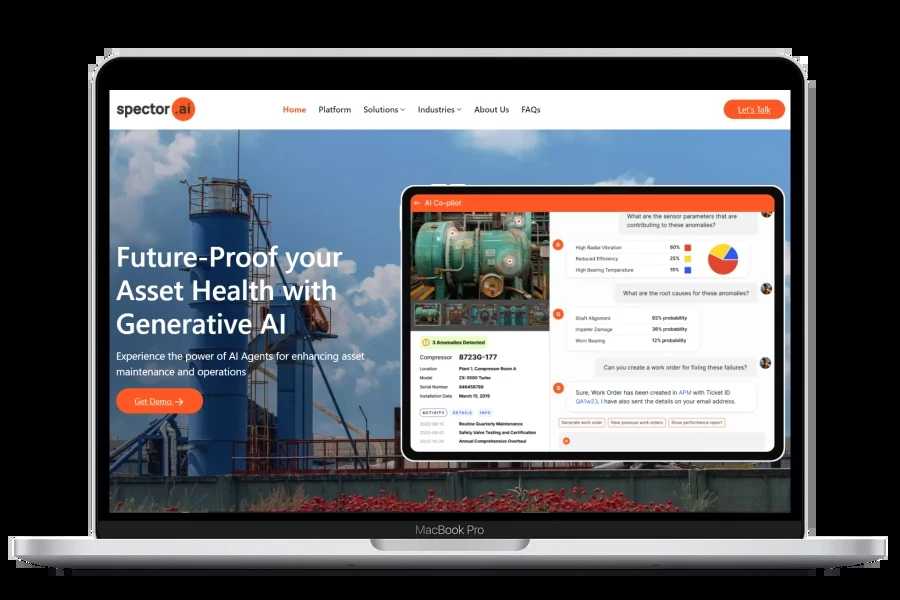 spector.ai
Home Platform Solutions Industries About Us FAQs
Let's Talk
Future-Proof your
Asset Health with
Generative AI
Experience the power of AI Agents for enhancing asset
maintenance and operations
Get Demo →
← AI Co-pilot
3 Anomalies Detected
Compressor 8723G-177
Location Plant 1, Compressor Room A
Model ZX-3500 Turbo
Serial Number 646456780
Installation Date March 15, 2019
ACTIVITY DETAILS INFO
2023-08-15 Routine Quarterly Maintenance
2023-09-01 Safety Valve Testing and Certification
2023-10-20 Annual Comprehensive Overhaul
What are the sensor parameters that are
contributing to these anomalies?
High Radial Vibration 60%
Reduced Efficiency 25%
High Bearing Temperature 15%
What are the root causes for these anomalies?
Shaft Alignment 92% probability
Impeller Damage 36% probability
Worn Bearing 12% probability
Can you create a work order for fixing these failures?
Sure, Work Order has been created in APM with Ticket ID
QA1w23. I have also sent the details on your email address.
Generate work order View previous work orders Show performance report
MacBook Pro